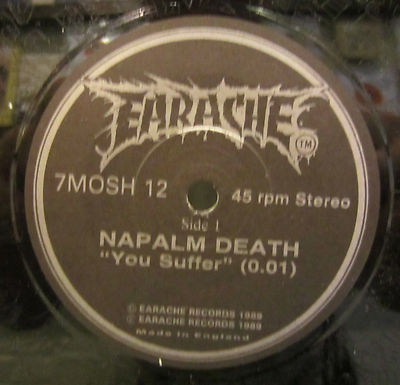 EARACHE
TM
7MOSH 12
45 rpm Stereo
Side 1
NAPALM DEATH
"You Suffer" (0.01)
© EARACHE RECORDS 1989
℗ EARACHE RECORDS 1989
Made in England